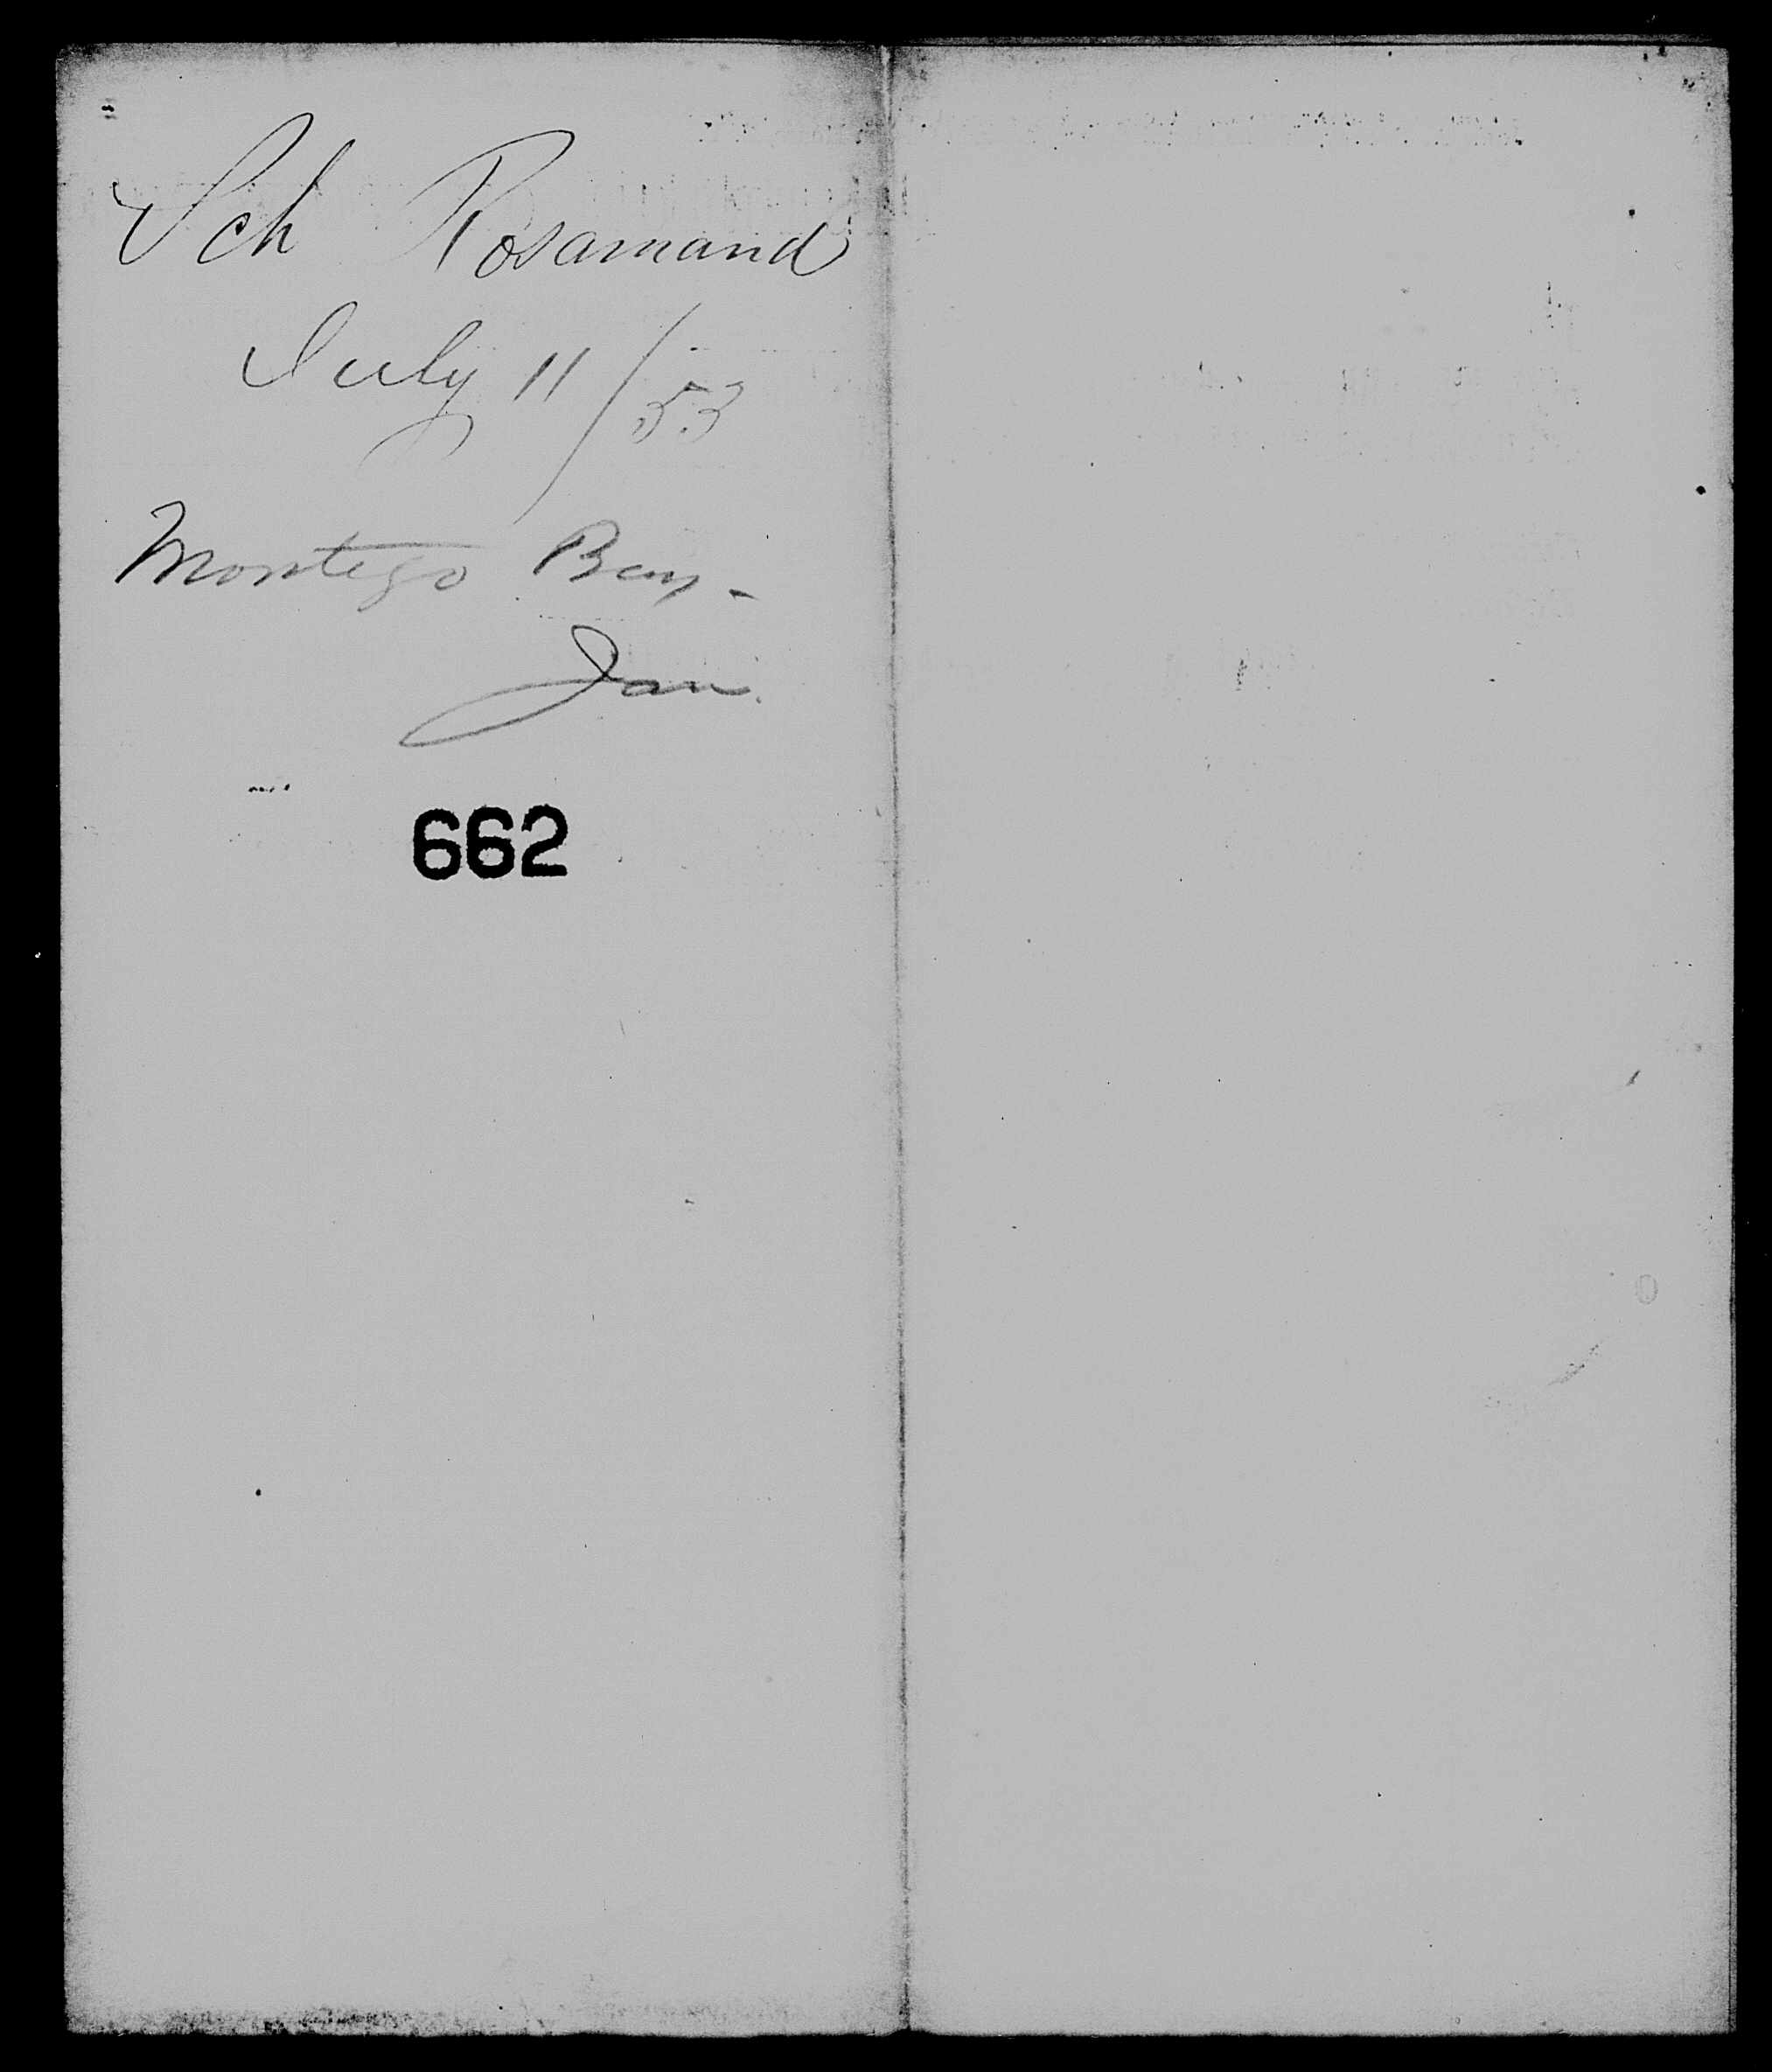 Sch Rosamand
July 11/53
Montego Bay -
Jam.
662